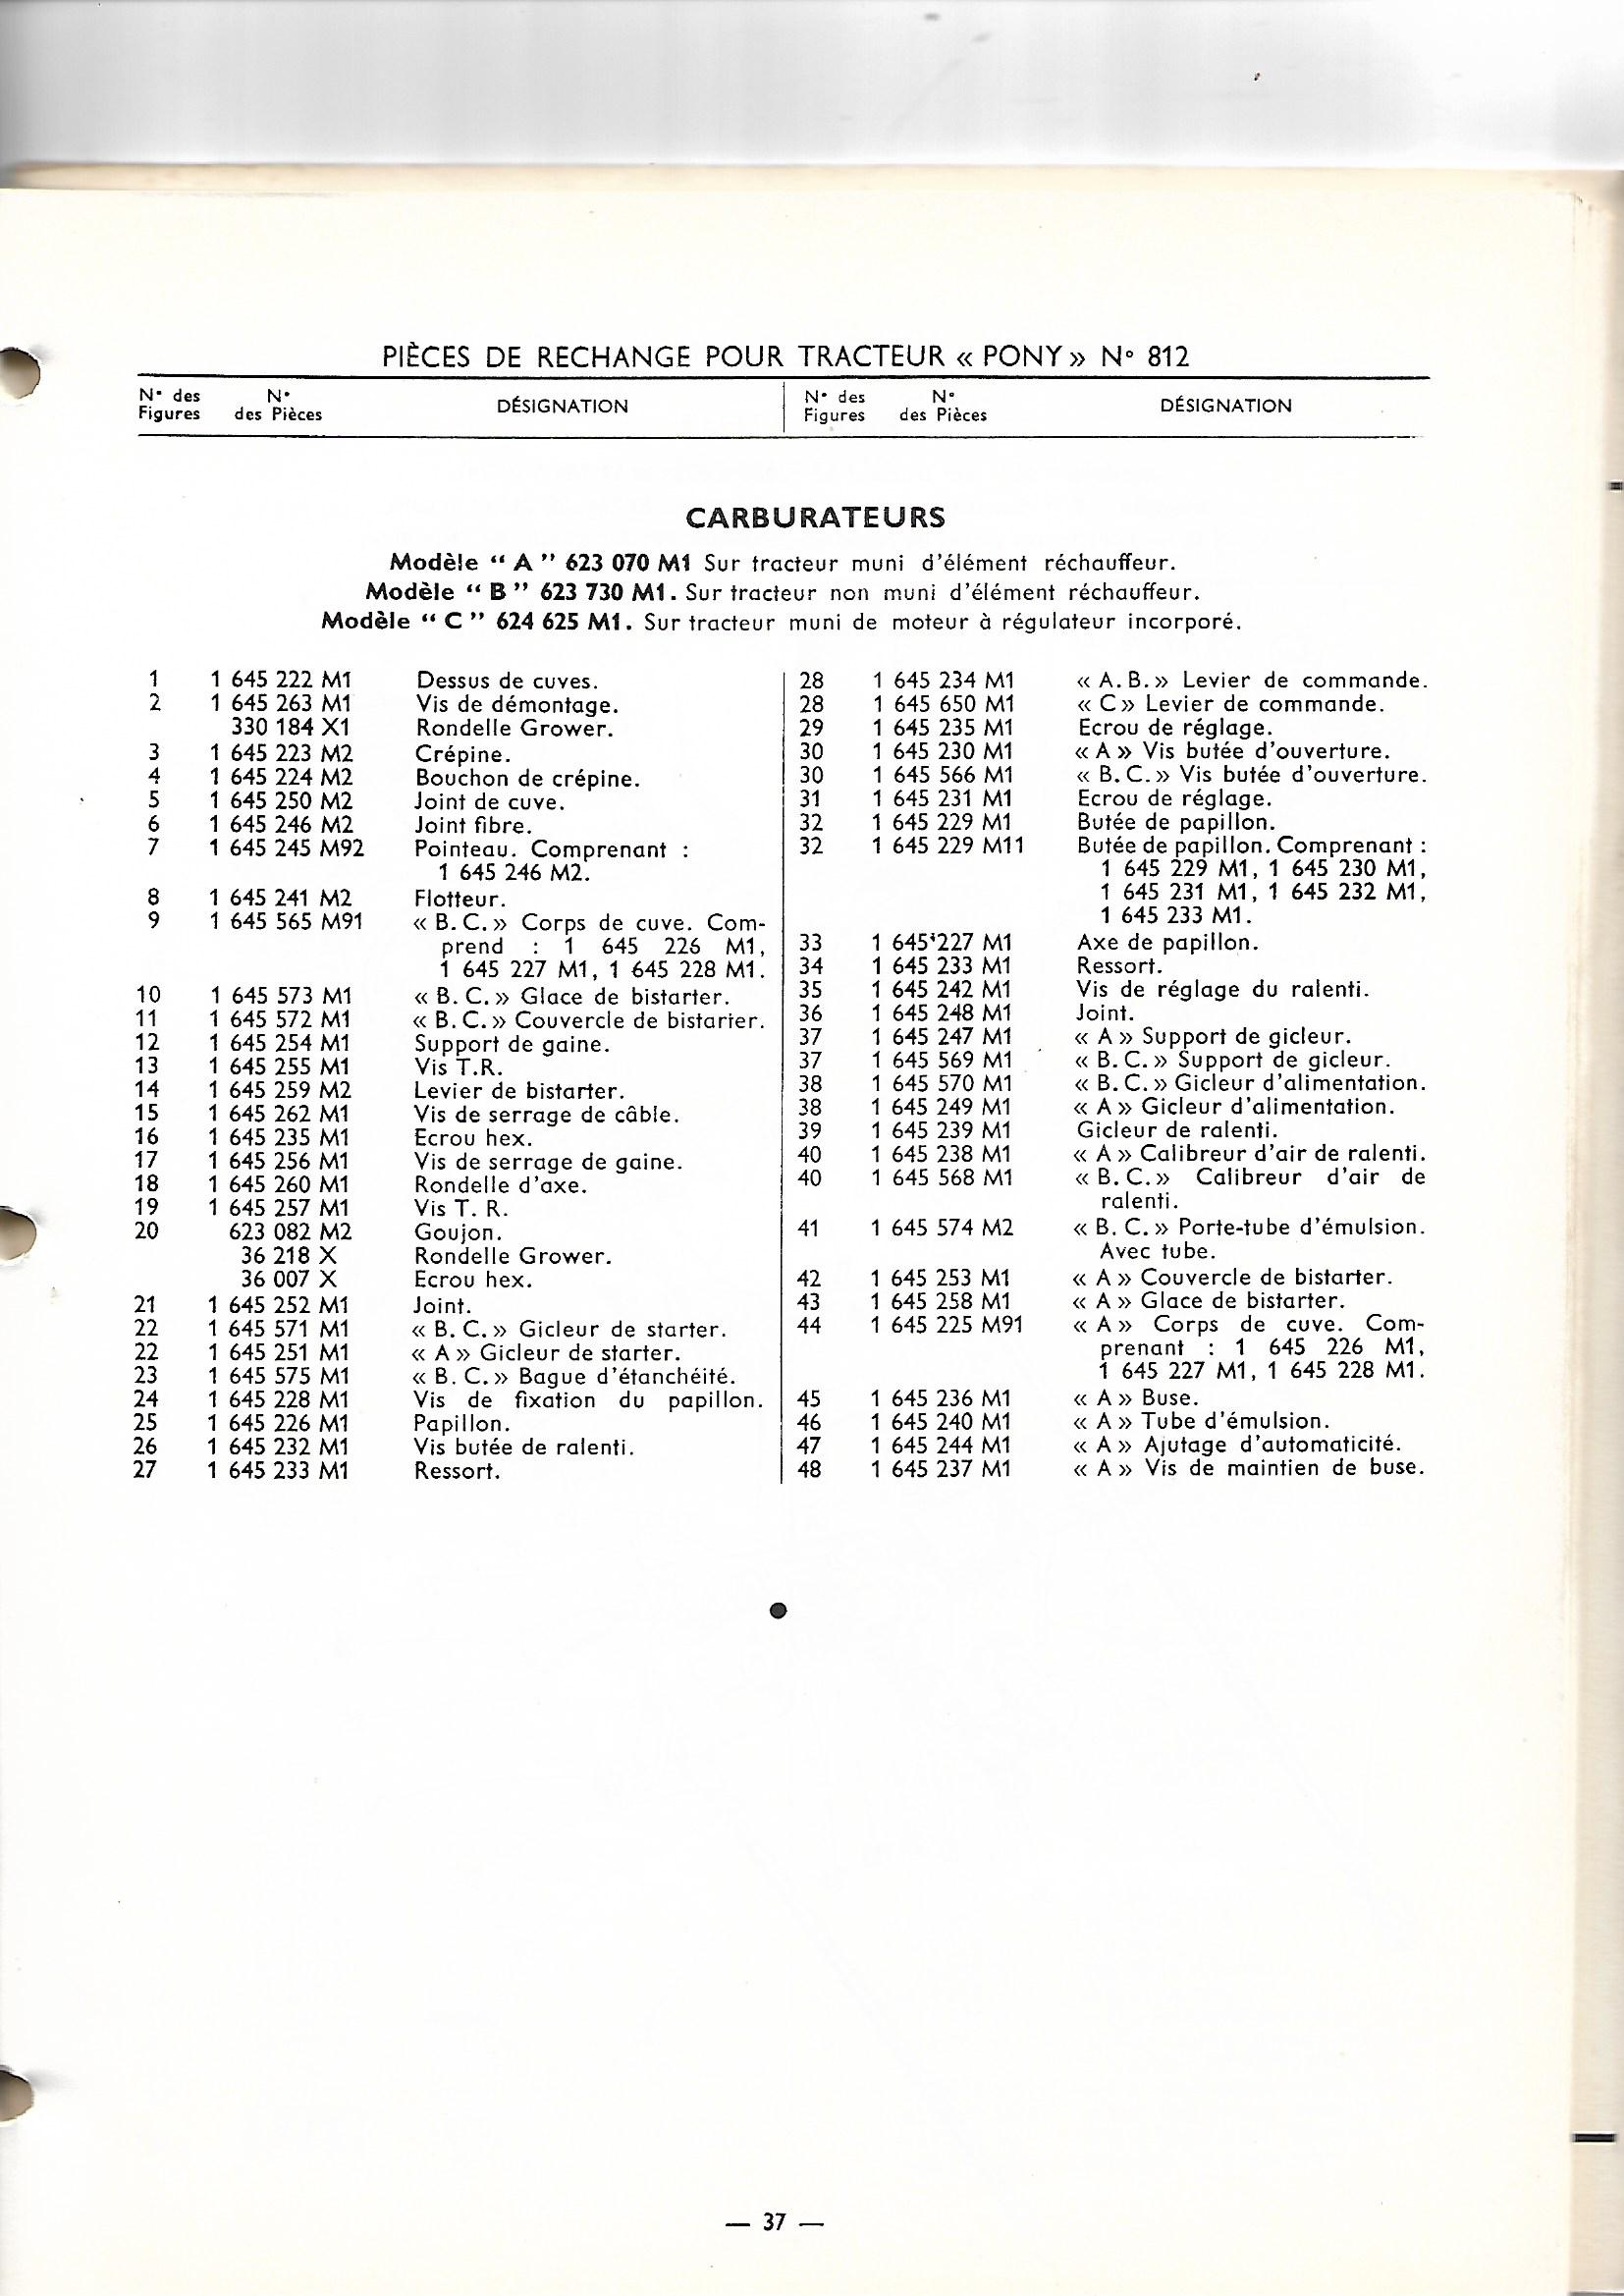 PIÈCES DE RECHANGE POUR TRACTEUR « PONY » N° 812
N° des Figures N° des Pièces DÉSIGNATION N° des Figures N° des Pièces DÉSIGNATION
CARBURATEURS
Modèle “ A ” 623 070 M1 Sur tracteur muni d'élément réchauffeur.
Modèle “ B ” 623 730 M1. Sur tracteur non muni d'élément réchauffeur.
Modèle “ C ” 624 625 M1. Sur tracteur muni de moteur à régulateur incorporé.
1 1 645 222 M1 Dessus de cuves.
2 1 645 263 M1 Vis de démontage.
330 184 X1 Rondelle Grower.
3 1 645 223 M2 Crépine.
4 1 645 224 M2 Bouchon de crépine.
5 1 645 250 M2 Joint de cuve.
6 1 645 246 M2 Joint fibre.
7 1 645 245 M92 Pointeau. Comprenant :
1 645 246 M2.
8 1 645 241 M2 Flotteur.
9 1 645 565 M91 « B. C. » Corps de cuve. Com-
prend : 1 645 226 M1,
1 645 227 M1, 1 645 228 M1.
10 1 645 573 M1 « B. C. » Glace de bistarter.
11 1 645 572 M1 « B. C. » Couvercle de bistarter.
12 1 645 254 M1 Support de gaine.
13 1 645 255 M1 Vis T.R.
14 1 645 259 M2 Levier de bistarter.
15 1 645 262 M1 Vis de serrage de câble.
16 1 645 235 M1 Ecrou hex.
17 1 645 256 M1 Vis de serrage de gaine.
18 1 645 260 M1 Rondelle d'axe.
19 1 645 257 M1 Vis T. R.
20 623 082 M2 Goujon.
36 218 X Rondelle Grower.
36 007 X Ecrou hex.
21 1 645 252 M1 Joint.
22 1 645 571 M1 « B. C. » Gicleur de starter.
22 1 645 251 M1 « A » Gicleur de starter.
23 1 645 575 M1 « B. C. » Bague d'étanchéité.
24 1 645 228 M1 Vis de fixation du papillon.
25 1 645 226 M1 Papillon.
26 1 645 232 M1 Vis butée de ralenti.
27 1 645 233 M1 Ressort.
28 1 645 234 M1 « A. B. » Levier de commande.
28 1 645 650 M1 « C » Levier de commande.
29 1 645 235 M1 Ecrou de réglage.
30 1 645 230 M1 « A » Vis butée d'ouverture.
30 1 645 566 M1 « B. C. » Vis butée d'ouverture.
31 1 645 231 M1 Ecrou de réglage.
32 1 645 229 M1 Butée de papillon.
32 1 645 229 M11 Butée de papillon. Comprenant :
1 645 229 M1, 1 645 230 M1,
1 645 231 M1, 1 645 232 M1,
1 645 233 M1.
33 1 645 227 M1 Axe de papillon.
34 1 645 233 M1 Ressort.
35 1 645 242 M1 Vis de réglage du ralenti.
36 1 645 248 M1 Joint.
37 1 645 247 M1 « A » Support de gicleur.
37 1 645 569 M1 « B. C. » Support de gicleur.
38 1 645 570 M1 « B. C. » Gicleur d'alimentation.
38 1 645 249 M1 « A » Gicleur d'alimentation.
39 1 645 239 M1 Gicleur de ralenti.
40 1 645 238 M1 « A » Calibreur d'air de ralenti.
40 1 645 568 M1 « B. C. » Calibreur d'air de
ralenti.
41 1 645 574 M2 « B. C. » Porte-tube d'émulsion.
Avec tube.
42 1 645 253 M1 « A » Couvercle de bistarter.
43 1 645 258 M1 « A » Glace de bistarter.
44 1 645 225 M91 « A » Corps de cuve. Com-
prenant : 1 645 226 M1,
1 645 227 M1, 1 645 228 M1.
45 1 645 236 M1 « A » Buse.
46 1 645 240 M1 « A » Tube d'émulsion.
47 1 645 244 M1 « A » Ajutage d'automaticité.
48 1 645 237 M1 « A » Vis de maintien de buse.
— 37 —